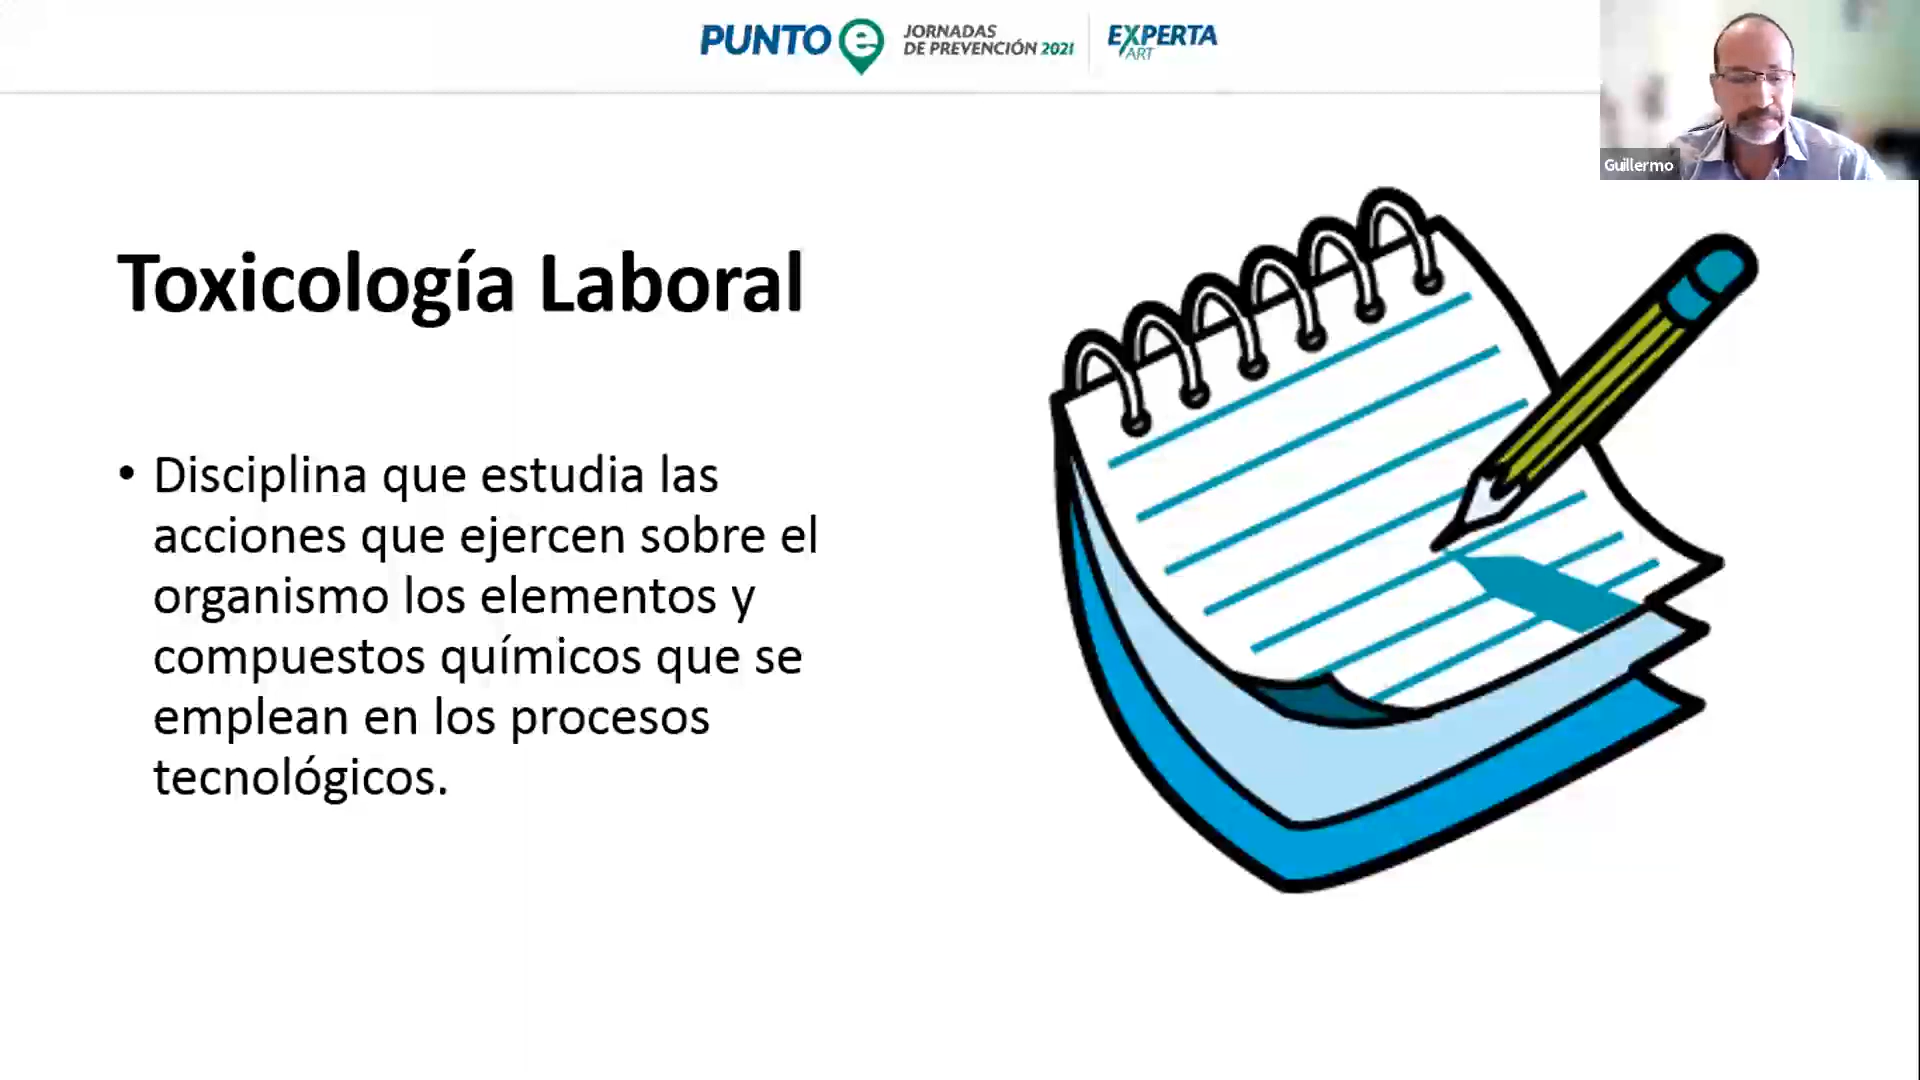 PUNTO e JORNADAS DE PREVENCIÓN 2021 EXPERTA ART
Guillermo
Toxicología Laboral
• Disciplina que estudia las
acciones que ejercen sobre el
organismo los elementos y
compuestos químicos que se
emplean en los procesos
tecnológicos.